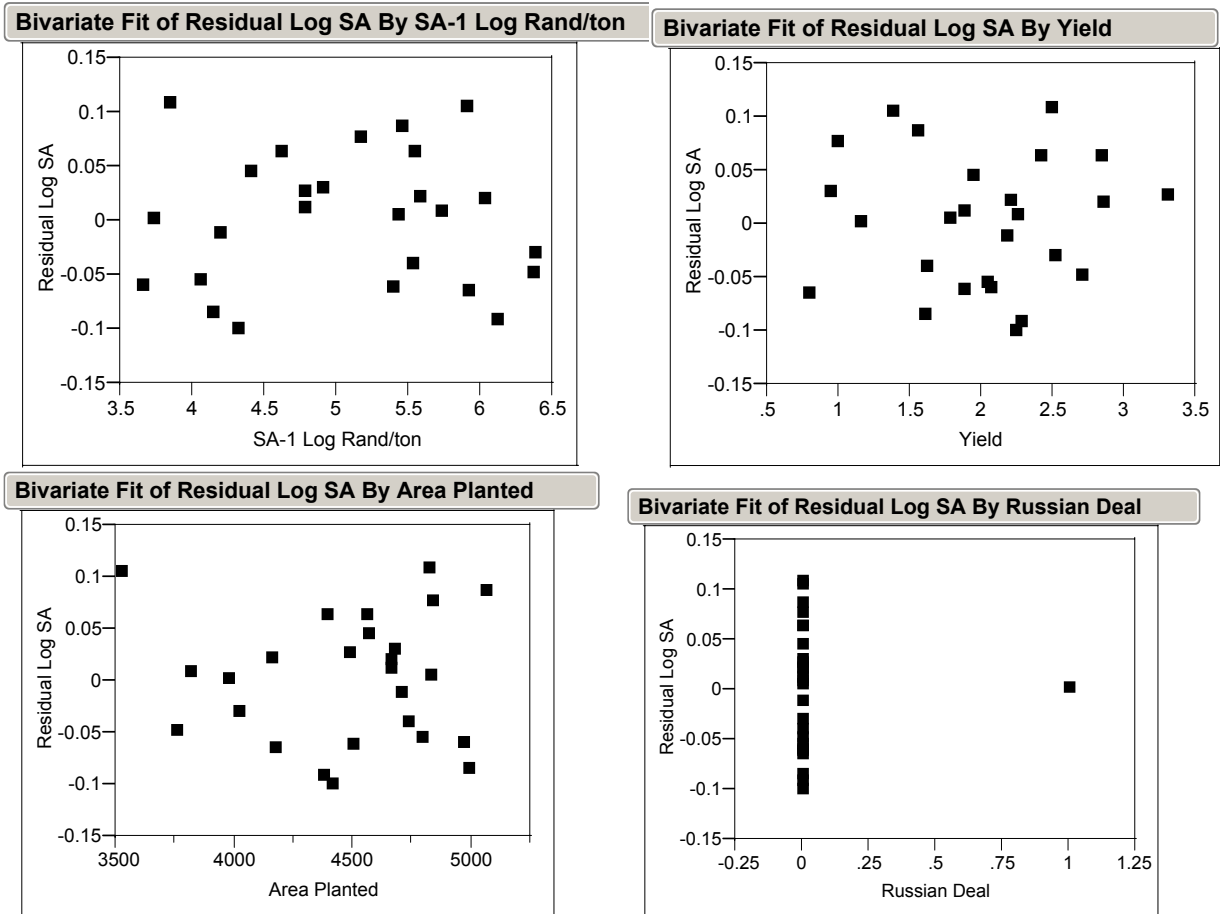 Bivariate Fit of Residual Log SA By SA-1 Log Rand/ton
0.15
0.1
0.05
0
-0.05
-0.1
-0.15
Residual Log SA
3.5 4 4.5 5 5.5 6 6.5
SA-1 Log Rand/ton
Bivariate Fit of Residual Log SA By Yield
0.15
0.1
0.05
0
-0.05
-0.1
-0.15
Residual Log SA
.5 1 1.5 2 2.5 3 3.5
Yield
Bivariate Fit of Residual Log SA By Area Planted
0.15
0.1
0.05
0
-0.05
-0.1
-0.15
Residual Log SA
3500 4000 4500 5000
Area Planted
Bivariate Fit of Residual Log SA By Russian Deal
0.15
0.1
0.05
0
-0.05
-0.1
-0.15
Residual Log SA
-0.25 0 .25 .5 .75 1 1.25
Russian Deal